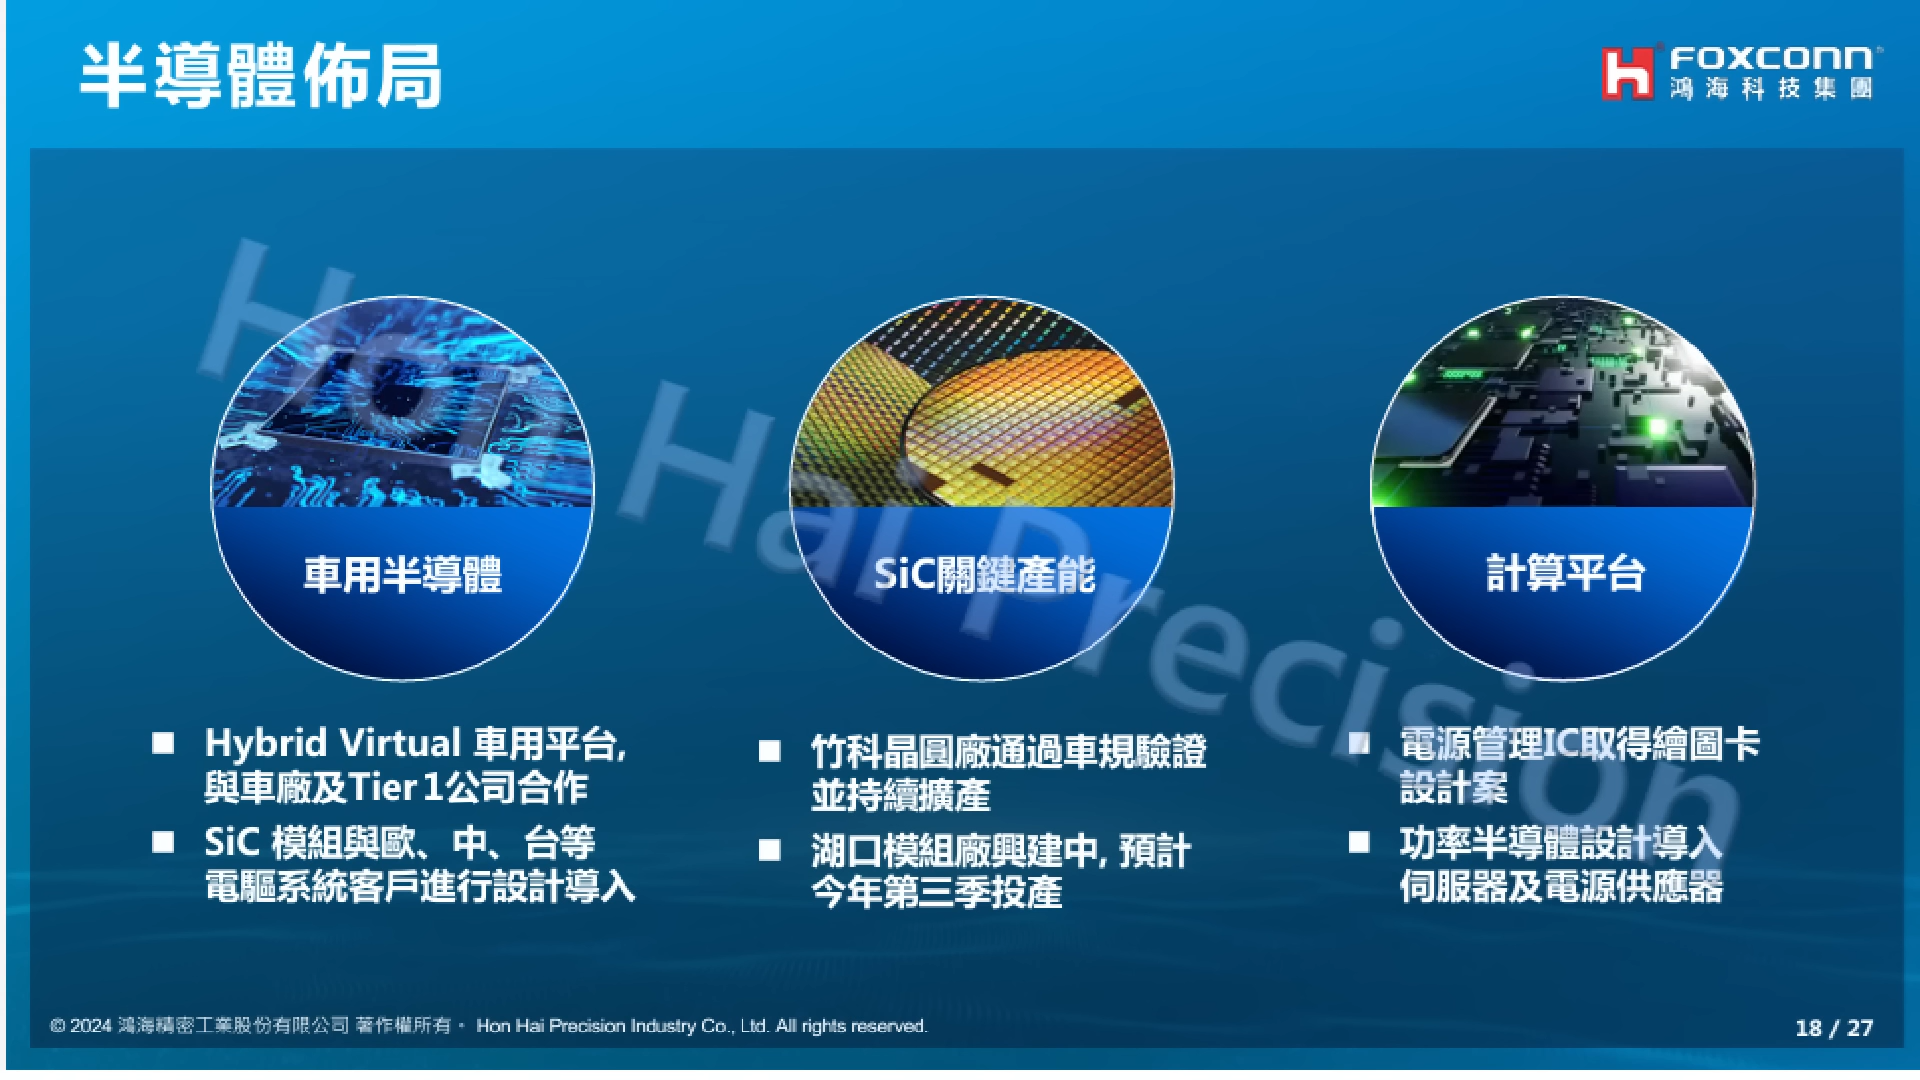 半導體佈局
FOXCONN
鴻海科技集團
車用半導體
Hybrid Virtual 車用平台,
與車廠及Tier 1公司合作
SiC 模組與歐、中、台等
電驅系統客戶進行設計導入
SiC關鍵產能
竹科晶圓廠通過車規驗證
並持續擴產
湖口模組廠興建中, 預計
今年第三季投產
計算平台
電源管理IC取得繪圖卡
設計案
功率半導體設計導入
伺服器及電源供應器
Hon Hai Precision
© 2024 鴻海精密工業股份有限公司 著作權所有。 Hon Hai Precision Industry Co., Ltd. All rights reserved.
18 / 27